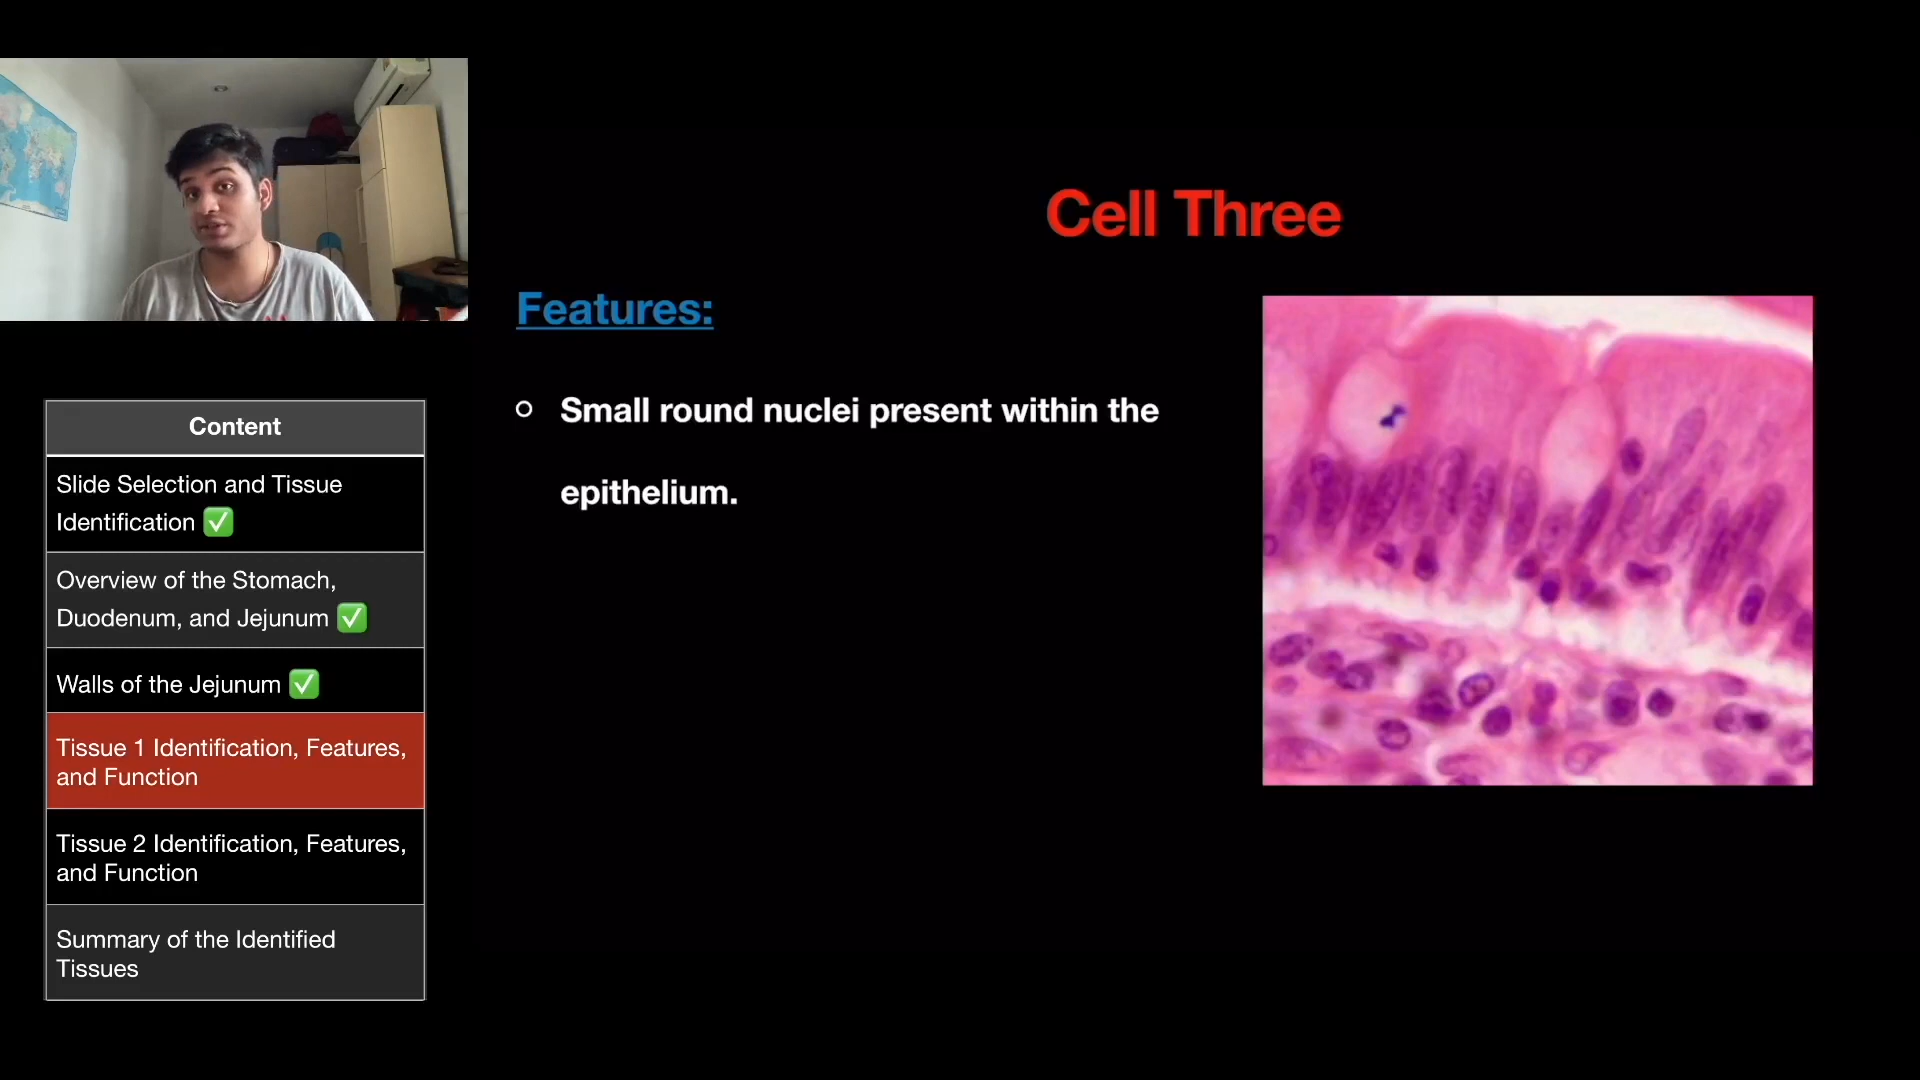 Cell Three
Features:
Small round nuclei present within the
epithelium.
Content
Slide Selection and Tissue
Identification ✅
Overview of the Stomach,
Duodenum, and Jejunum ✅
Walls of the Jejunum ✅
Tissue 1 Identification, Features,
and Function
Tissue 2 Identification, Features,
and Function
Summary of the Identified
Tissues